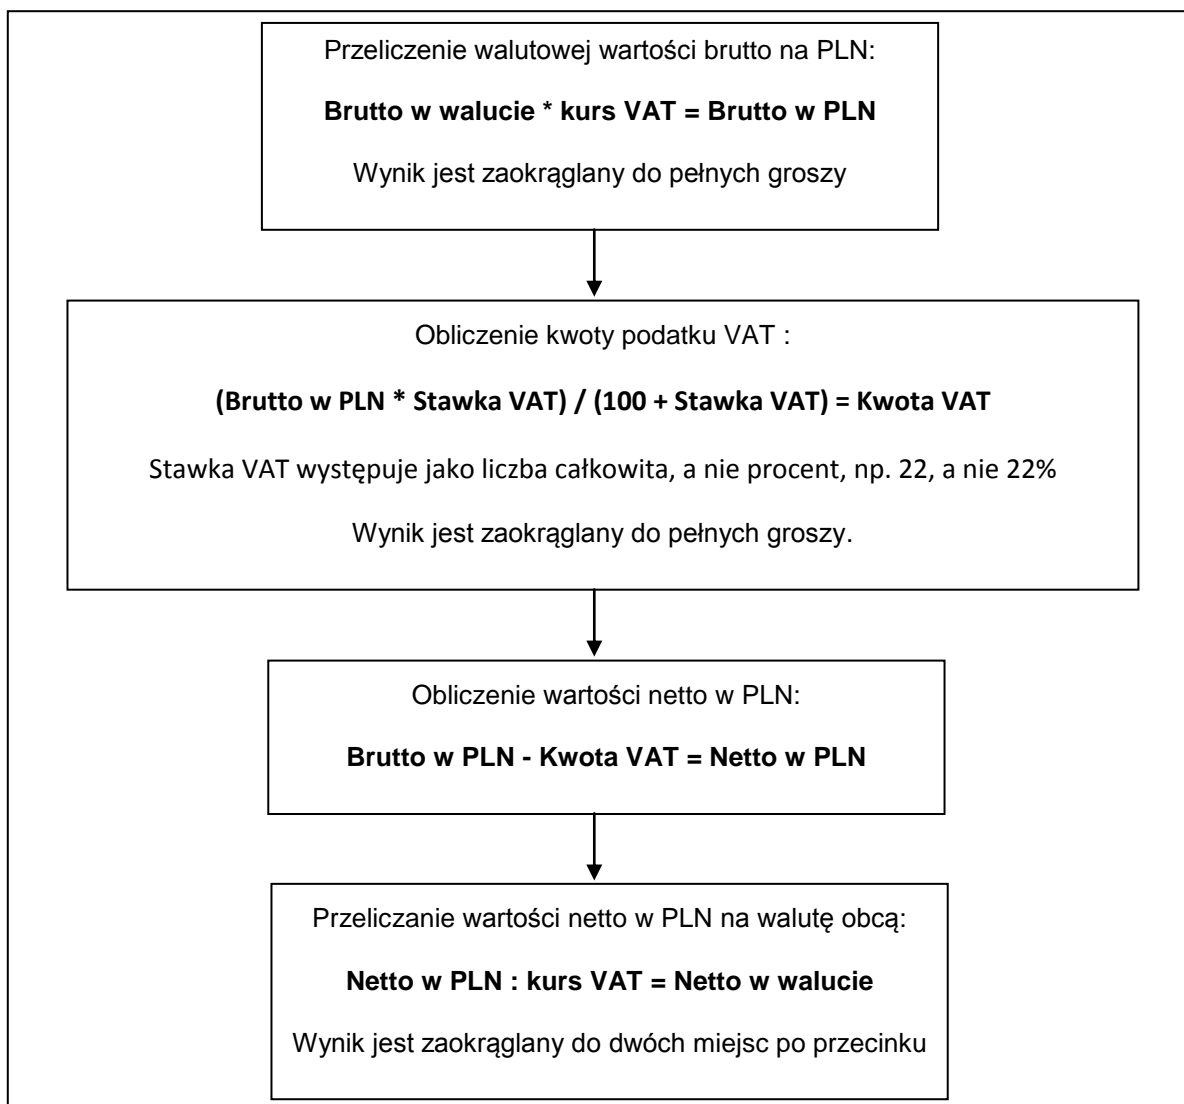 Przeliczenie walutowej wartości brutto na PLN:
Brutto w walucie * kurs VAT = Brutto w PLN
Wynik jest zaokrąglany do pełnych groszy
Obliczenie kwoty podatku VAT :
(Brutto w PLN * Stawka VAT) / (100 + Stawka VAT) = Kwota VAT
Stawka VAT występuje jako liczba całkowita, a nie procent, np. 22, a nie 22%
Wynik jest zaokrąglany do pełnych groszy.
Obliczenie wartości netto w PLN:
Brutto w PLN - Kwota VAT = Netto w PLN
Przeliczanie wartości netto w PLN na walutę obcą:
Netto w PLN : kurs VAT = Netto w walucie
Wynik jest zaokrąglany do dwóch miejsc po przecinku